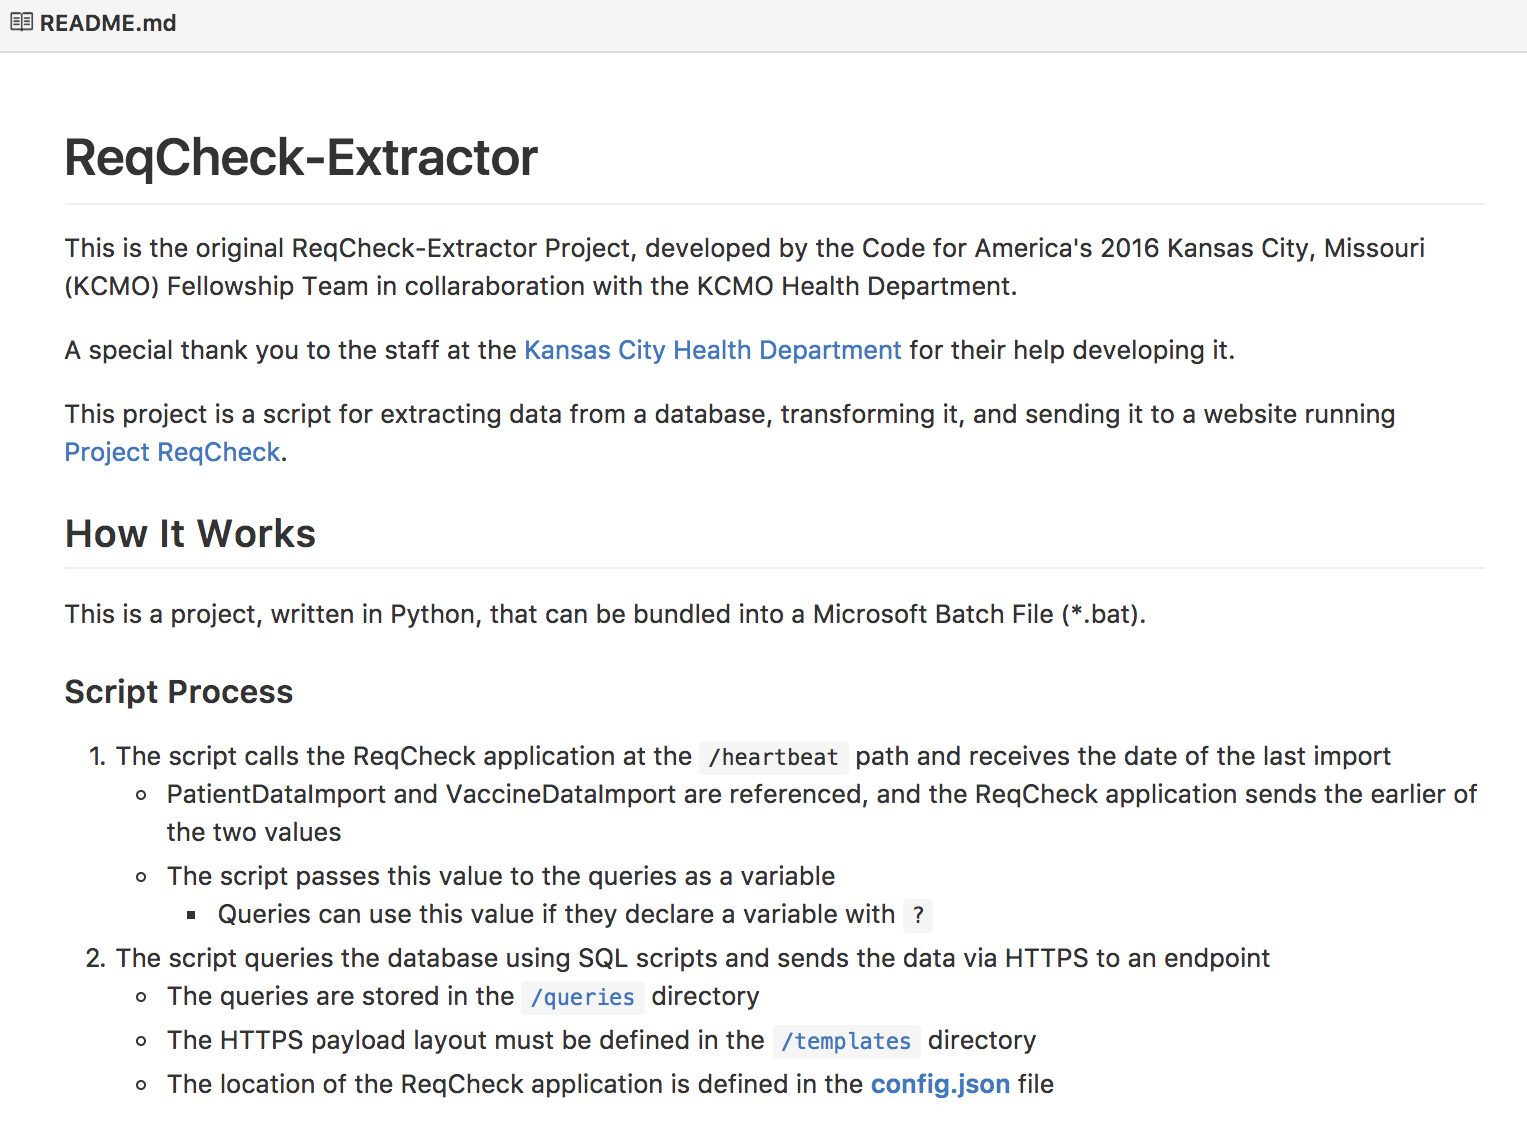 README.md
ReqCheck-Extractor
This is the original ReqCheck-Extractor Project, developed by the Code for America's 2016 Kansas City, Missouri
(KCMO) Fellowship Team in collaraboration with the KCMO Health Department.
A special thank you to the staff at the Kansas City Health Department for their help developing it.
This project is a script for extracting data from a database, transforming it, and sending it to a website running
Project ReqCheck.
How It Works
This is a project, written in Python, that can be bundled into a Microsoft Batch File (*.bat).
Script Process
1. The script calls the ReqCheck application at the /heartbeat path and receives the date of the last import
PatientDataImport and VaccineDataImport are referenced, and the ReqCheck application sends the earlier of
the two values
The script passes this value to the queries as a variable
Queries can use this value if they declare a variable with ?
2. The script queries the database using SQL scripts and sends the data via HTTPS to an endpoint
The queries are stored in the /queries directory
The HTTPS payload layout must be defined in the /templates directory
The location of the ReqCheck application is defined in the config.json file